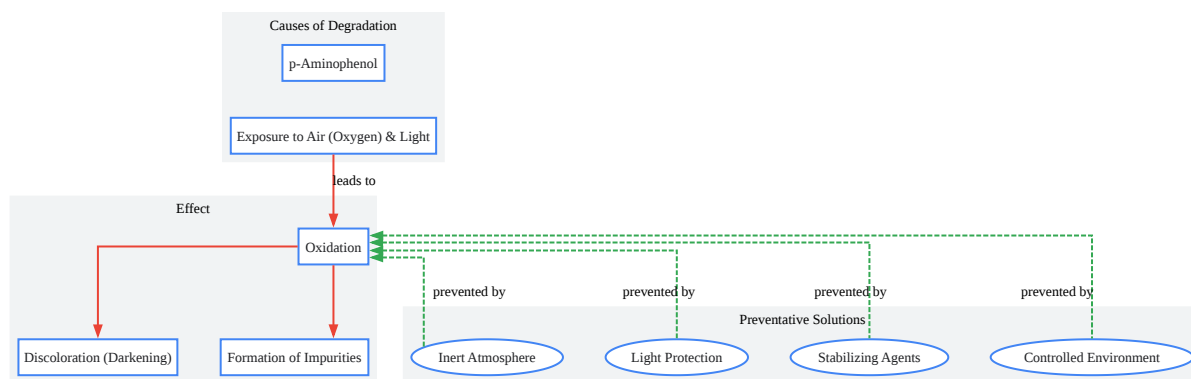 Causes of Degradation
p-Aminophenol
Exposure to Air (Oxygen) & Light
leads to
Effect
Oxidation
prevented by
prevented by
prevented by
prevented by
Preventative Solutions
Discoloration (Darkening)
Formation of Impurities
Inert Atmosphere
Light Protection
Stabilizing Agents
Controlled Environment